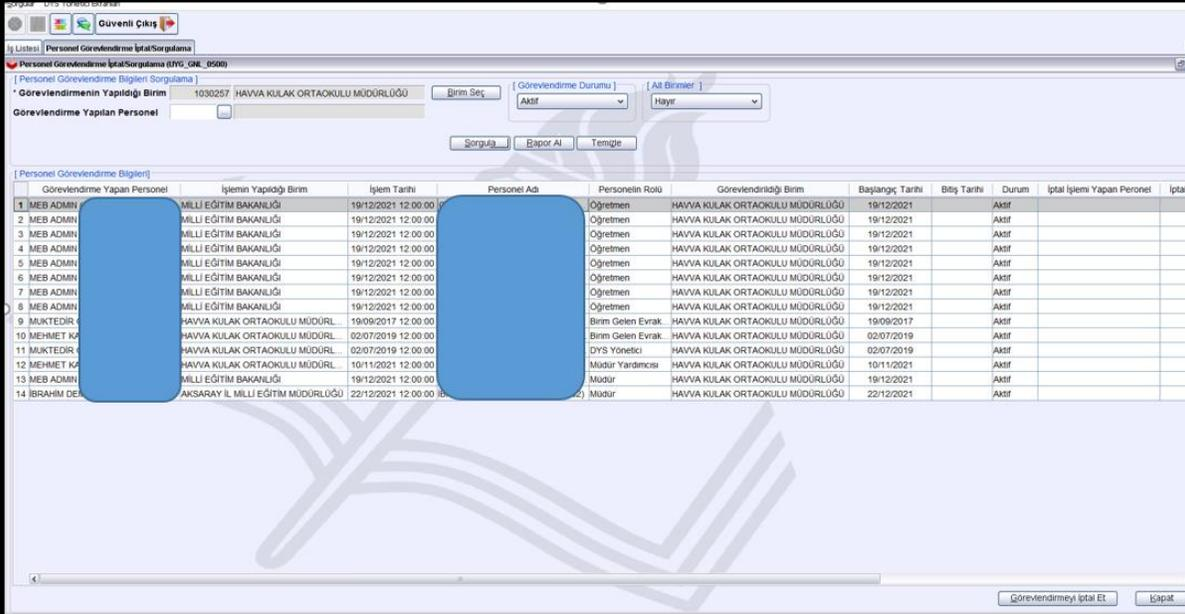 Sorgular DYS Yönetici Ekranları
Güvenli Çıkış
İş Listesi Personel Görevlendirme İptal/Sorgulama
Personel Görevlendirme İptal/Sorgulama (UYG_GNL_0500)
[ Personel Görevlendirme Bilgileri Sorgulama ] [ Görevlendirme Durumu ] [ Alt Birimler ]
* Görevlendirmenin Yapıldığı Birim 1030257 HAVVA KULAK ORTAOKULU MÜDÜRLÜĞÜ Birim Seç Aktif Hayır
Görevlendirme Yapılan Personel ...
Sorgula Rapor Al Temizle
[ Personel Görevlendirme Bilgileri]
Görevlendirme Yapan Personel İşlemin Yapıldığı Birim İşlem Tarihi Personel Adı Personelin Rolü Görevlendirildiği Birim Başlangıç Tarihi Bitiş Tarihi Durum İptal İşlemi Yapan Peronel İptal
1 MEB ADMIN MİLLİ EĞİTİM BAKANLIĞI 19/12/2021 12:00:00 Öğretmen HAVVA KULAK ORTAOKULU MÜDÜRLÜĞÜ 19/12/2021 Aktif
2 MEB ADMIN MİLLİ EĞİTİM BAKANLIĞI 19/12/2021 12:00:00 Öğretmen HAVVA KULAK ORTAOKULU MÜDÜRLÜĞÜ 19/12/2021 Aktif
3 MEB ADMIN MİLLİ EĞİTİM BAKANLIĞI 19/12/2021 12:00:00 Öğretmen HAVVA KULAK ORTAOKULU MÜDÜRLÜĞÜ 19/12/2021 Aktif
4 MEB ADMIN MİLLİ EĞİTİM BAKANLIĞI 19/12/2021 12:00:00 Öğretmen HAVVA KULAK ORTAOKULU MÜDÜRLÜĞÜ 19/12/2021 Aktif
5 MEB ADMIN MİLLİ EĞİTİM BAKANLIĞI 19/12/2021 12:00:00 Öğretmen HAVVA KULAK ORTAOKULU MÜDÜRLÜĞÜ 19/12/2021 Aktif
6 MEB ADMIN MİLLİ EĞİTİM BAKANLIĞI 19/12/2021 12:00:00 Öğretmen HAVVA KULAK ORTAOKULU MÜDÜRLÜĞÜ 19/12/2021 Aktif
7 MEB ADMIN MİLLİ EĞİTİM BAKANLIĞI 19/12/2021 12:00:00 Öğretmen HAVVA KULAK ORTAOKULU MÜDÜRLÜĞÜ 19/12/2021 Aktif
8 MEB ADMIN MİLLİ EĞİTİM BAKANLIĞI 19/12/2021 12:00:00 Öğretmen HAVVA KULAK ORTAOKULU MÜDÜRLÜĞÜ 19/12/2021 Aktif
9 MUKTEDİR HAVVA KULAK ORTAOKULU MÜDÜRL... 19/09/2017 12:00:00 Birim Gelen Evrak... HAVVA KULAK ORTAOKULU MÜDÜRLÜĞÜ 19/09/2017 Aktif
10 MEHMET KA HAVVA KULAK ORTAOKULU MÜDÜRL... 02/07/2019 12:00:00 Birim Gelen Evrak... HAVVA KULAK ORTAOKULU MÜDÜRLÜĞÜ 02/07/2019 Aktif
11 MUKTEDİR HAVVA KULAK ORTAOKULU MÜDÜRL... 02/07/2019 12:00:00 DYS Yönetici HAVVA KULAK ORTAOKULU MÜDÜRLÜĞÜ 02/07/2019 Aktif
12 MEHMET KA HAVVA KULAK ORTAOKULU MÜDÜRL... 10/11/2021 12:00:00 Müdür Yardımcısı HAVVA KULAK ORTAOKULU MÜDÜRLÜĞÜ 10/11/2021 Aktif
13 MEB ADMIN MİLLİ EĞİTİM BAKANLIĞI 19/12/2021 12:00:00 Müdür HAVVA KULAK ORTAOKULU MÜDÜRLÜĞÜ 19/12/2021 Aktif
14 İBRAHİM DEM AKSARAY İL MİLLİ EĞİTİM MÜDÜRLÜĞÜ 22/12/2021 12:00:00 2) Müdür HAVVA KULAK ORTAOKULU MÜDÜRLÜĞÜ 22/12/2021 Aktif
Görevlendirmeyi İptal Et Kapat